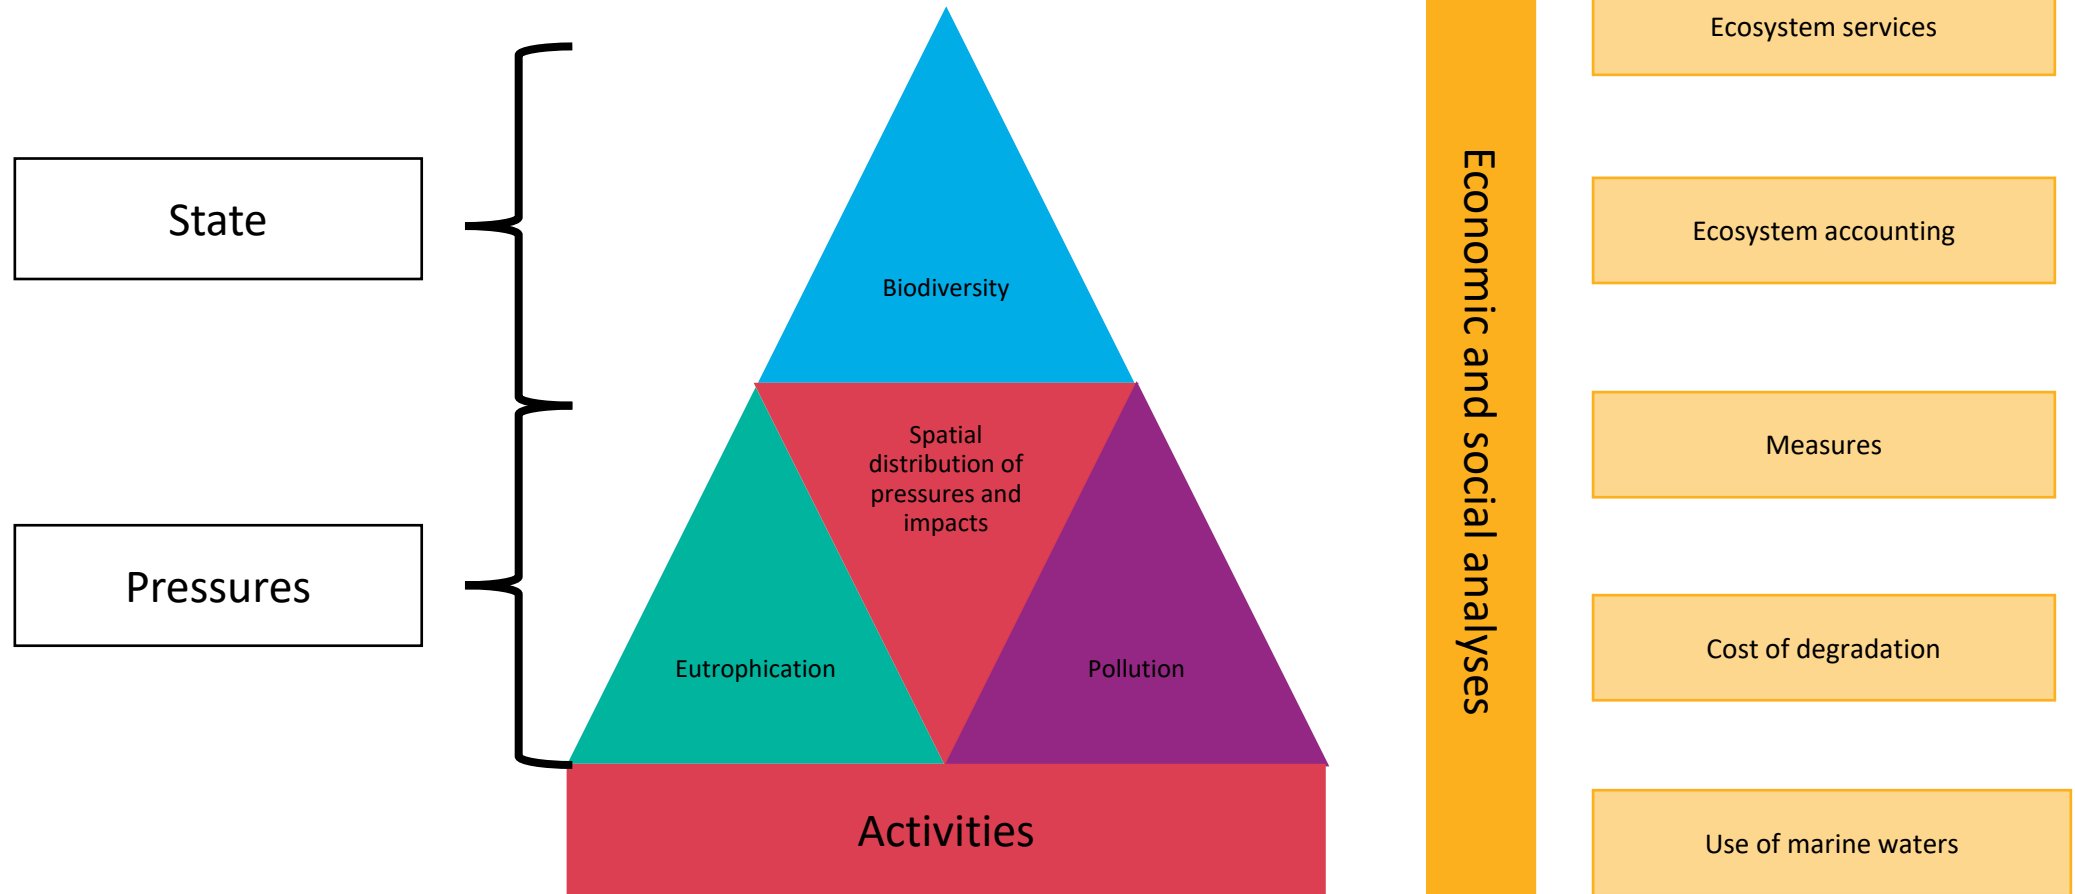 State
Pressures
Biodiversity
Spatial
distribution of
pressures and
impacts
Eutrophication
Pollution
Activities
Economic and social analyses
Ecosystem services
Ecosystem accounting
Measures
Cost of degradation
Use of marine waters